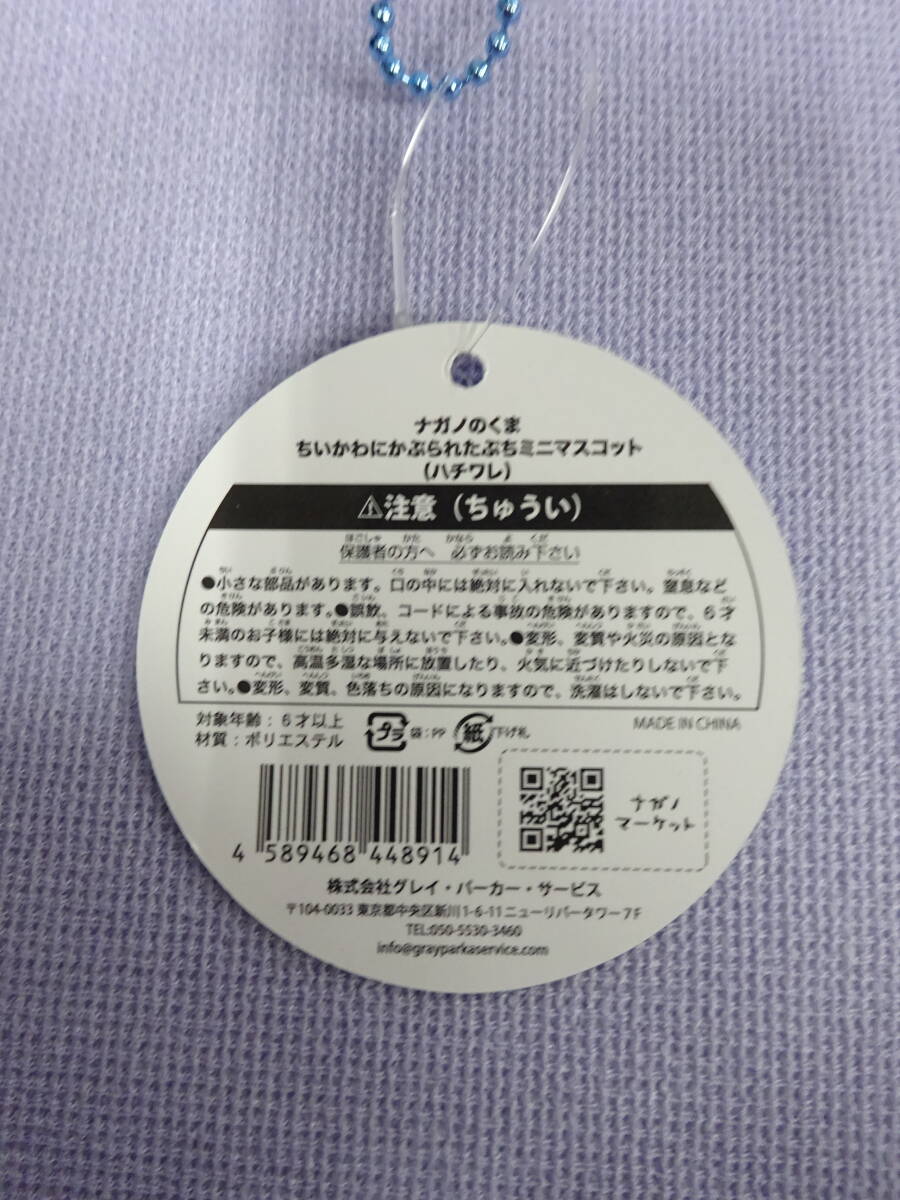 ナガノのくま
ちいかわにかぶられたぷちミニマスコット
(ハチワレ)
⚠注意(ちゅうい)
保護者の方へ 必ずお読み下さい
●小さな部品があります。口の中には絶対に入れないで下さい。窒息など
の危険があります。●誤飲、コードによる事故の危険がありますので、6才
未満のお子様には絶対に与えないで下さい。●変形、変質や火災の原因とな
りますので、高温多湿な場所に放置したり、火気に近づけたりしないで下
さい。●変形、変質、色落ちの原因になりますので、洗濯はしないで下さい。
対象年齢:6才以上
材質:ポリエステル
プラ 袋:PP 紙 下げ札
MADE IN CHINA
ナガノ
マーケット
4 589468 448914
株式会社グレイ・パーカー・サービス
〒104-0033 東京都中央区新川1-6-11 ニューリバータワー7F
TEL:050-5530-3460
info@grayparkaservice.com